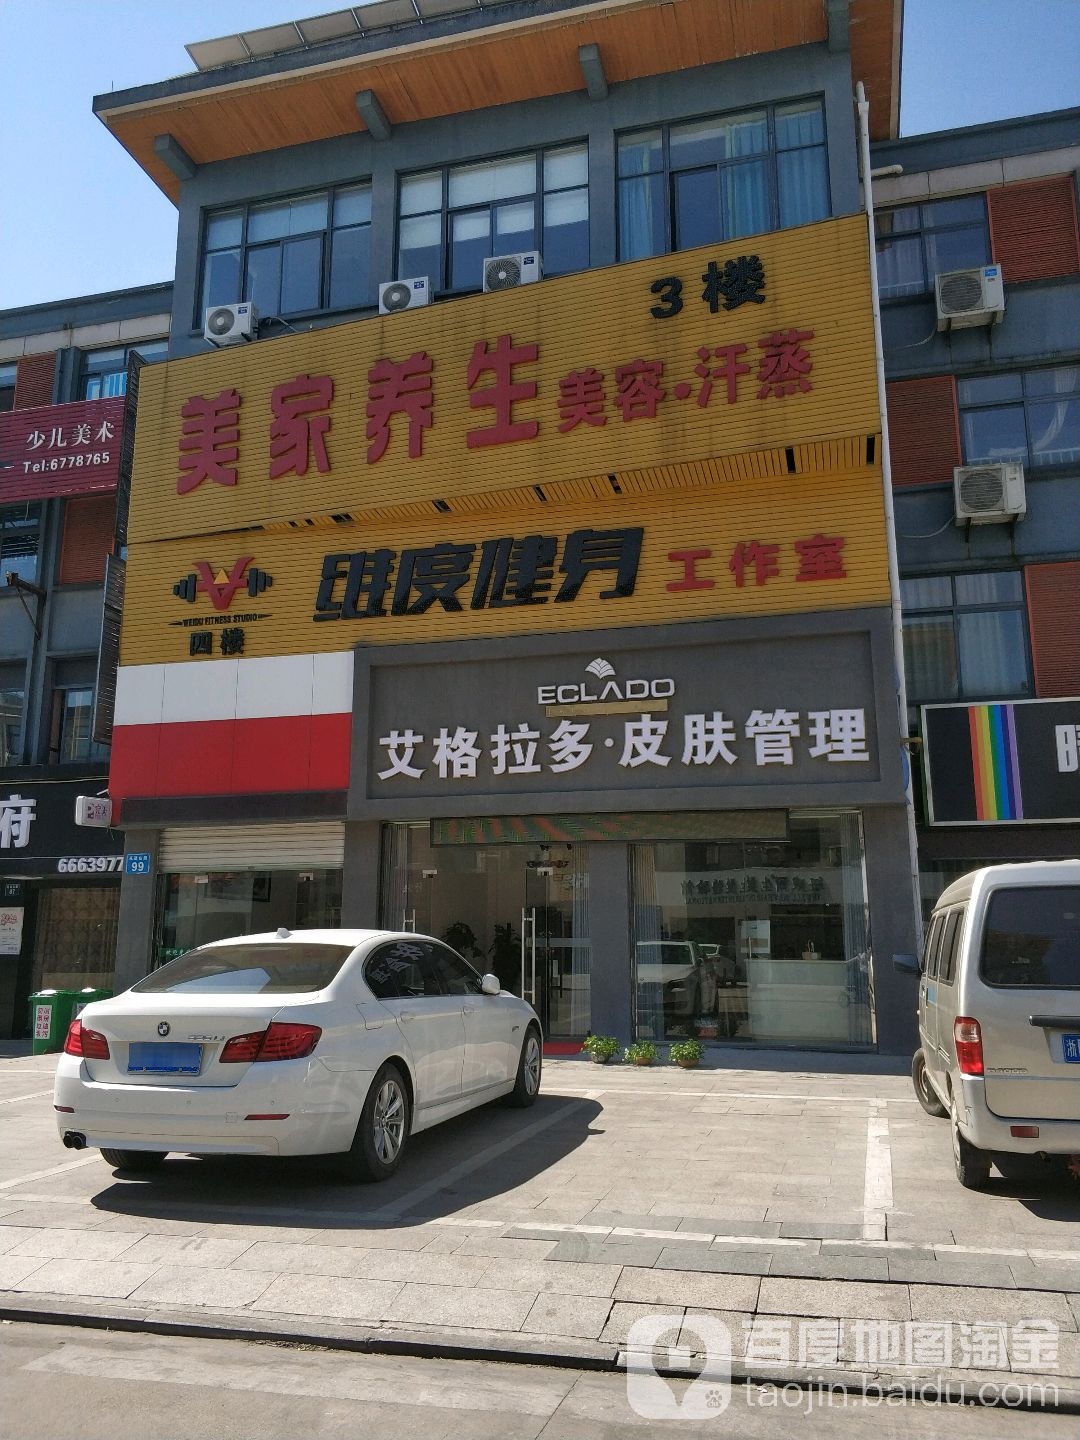 3楼
美家养生 美容·汗蒸
少儿美术
Tel:6778765
维度健身 工作室
WEIDU FITNESS STUDIO
四楼
ECLADO
艾格拉多·皮肤管理
府
6663977
99
浙
百度地图淘金
taojin.baidu.com